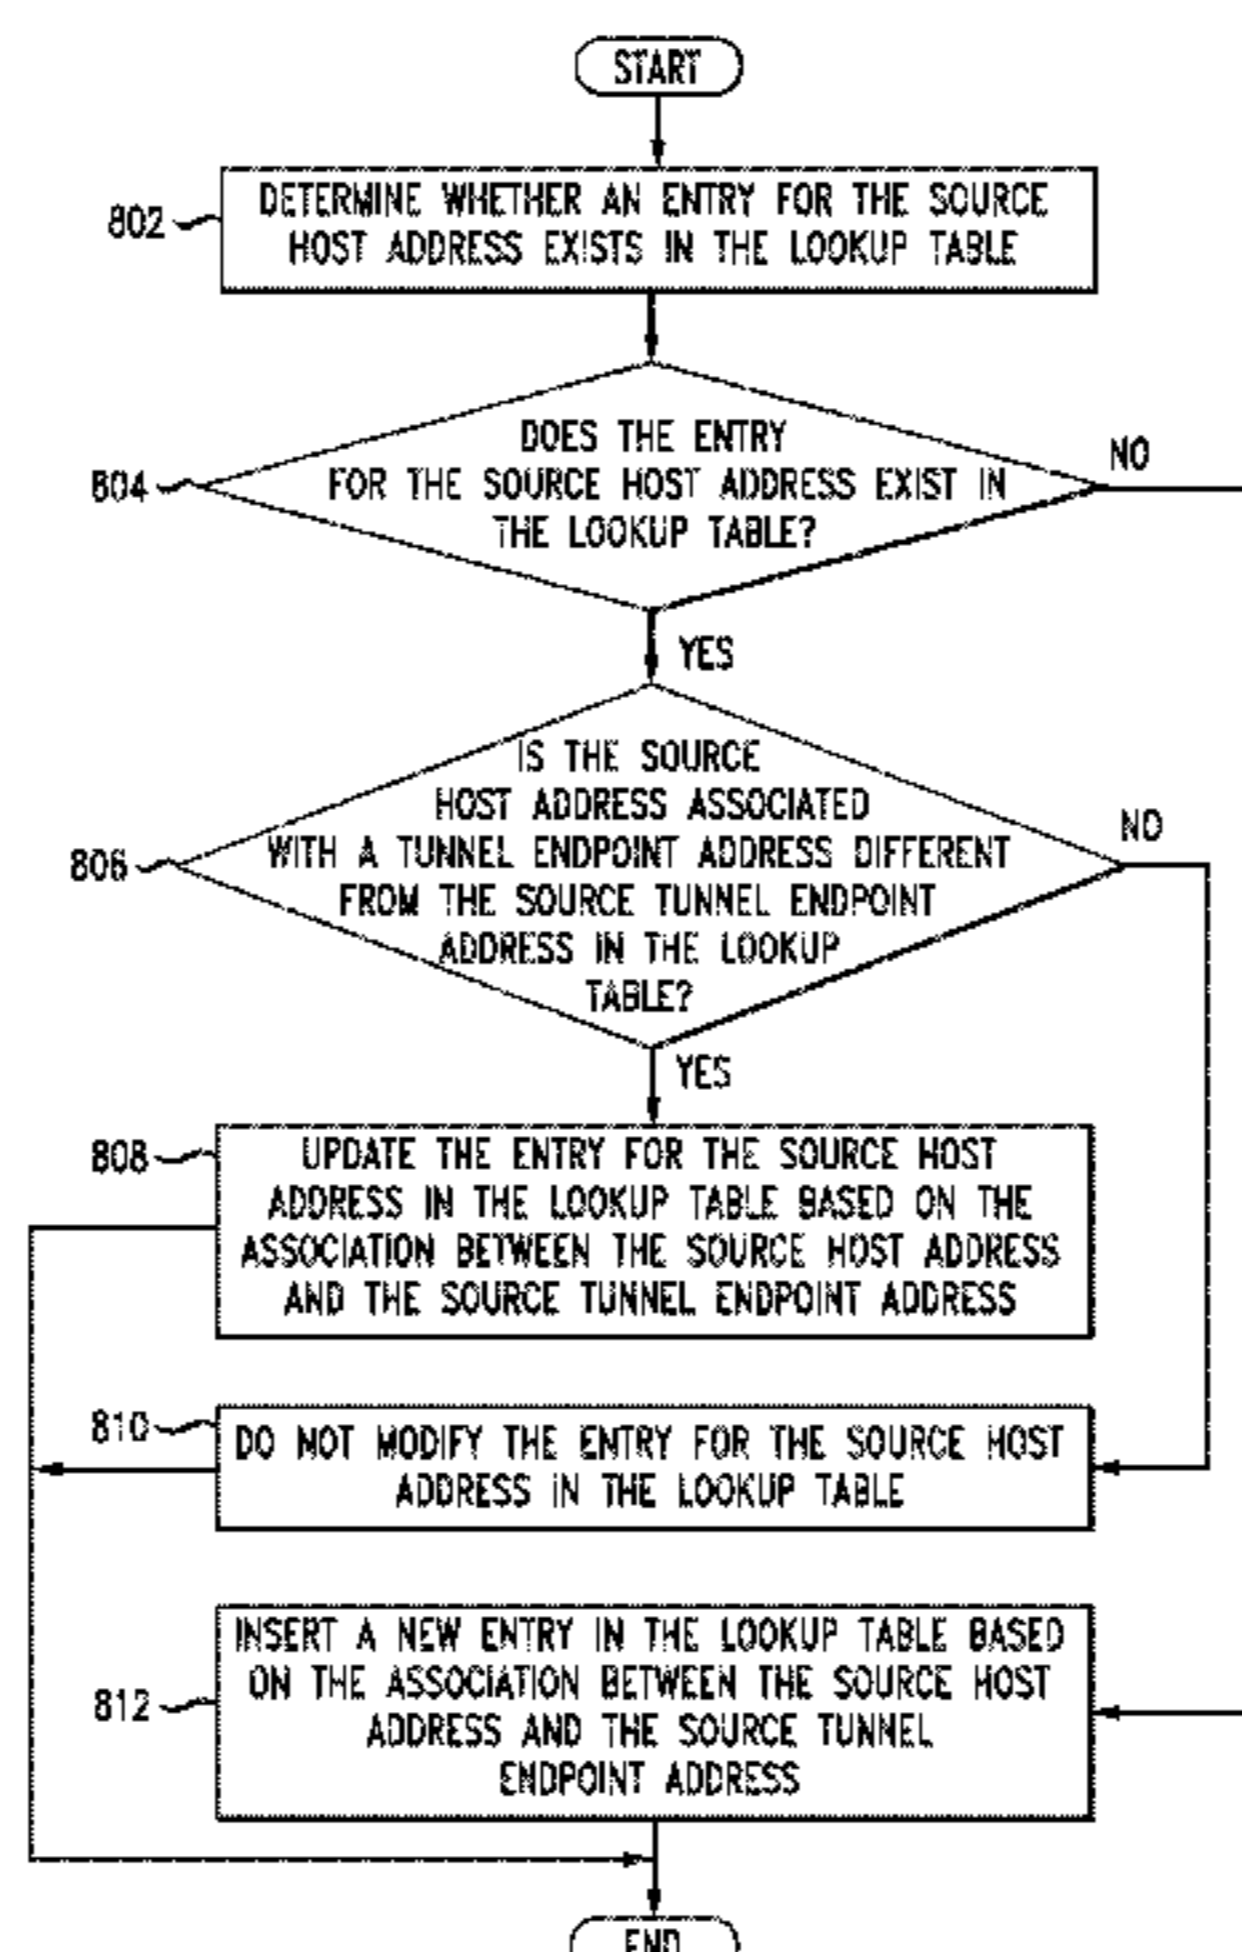 START
802
DETERMINE WHETHER AN ENTRY FOR THE SOURCE
HOST ADDRESS EXISTS IN THE LOOKUP TABLE
804
DOES THE ENTRY
FOR THE SOURCE HOST ADDRESS EXIST IN
THE LOOKUP TABLE?
NO
YES
806
IS THE SOURCE
HOST ADDRESS ASSOCIATED
WITH A TUNNEL ENDPOINT ADDRESS DIFFERENT
FROM THE SOURCE TUNNEL ENDPOINT
ADDRESS IN THE LOOKUP
TABLE?
NO
YES
808
UPDATE THE ENTRY FOR THE SOURCE HOST
ADDRESS IN THE LOOKUP TABLE BASED ON THE
ASSOCIATION BETWEEN THE SOURCE HOST ADDRESS
AND THE SOURCE TUNNEL ENDPOINT ADDRESS
810
DO NOT MODIFY THE ENTRY FOR THE SOURCE HOST
ADDRESS IN THE LOOKUP TABLE
812
INSERT A NEW ENTRY IN THE LOOKUP TABLE BASED
ON THE ASSOCIATION BETWEEN THE SOURCE HOST
ADDRESS AND THE SOURCE TUNNEL
ENDPOINT ADDRESS
END